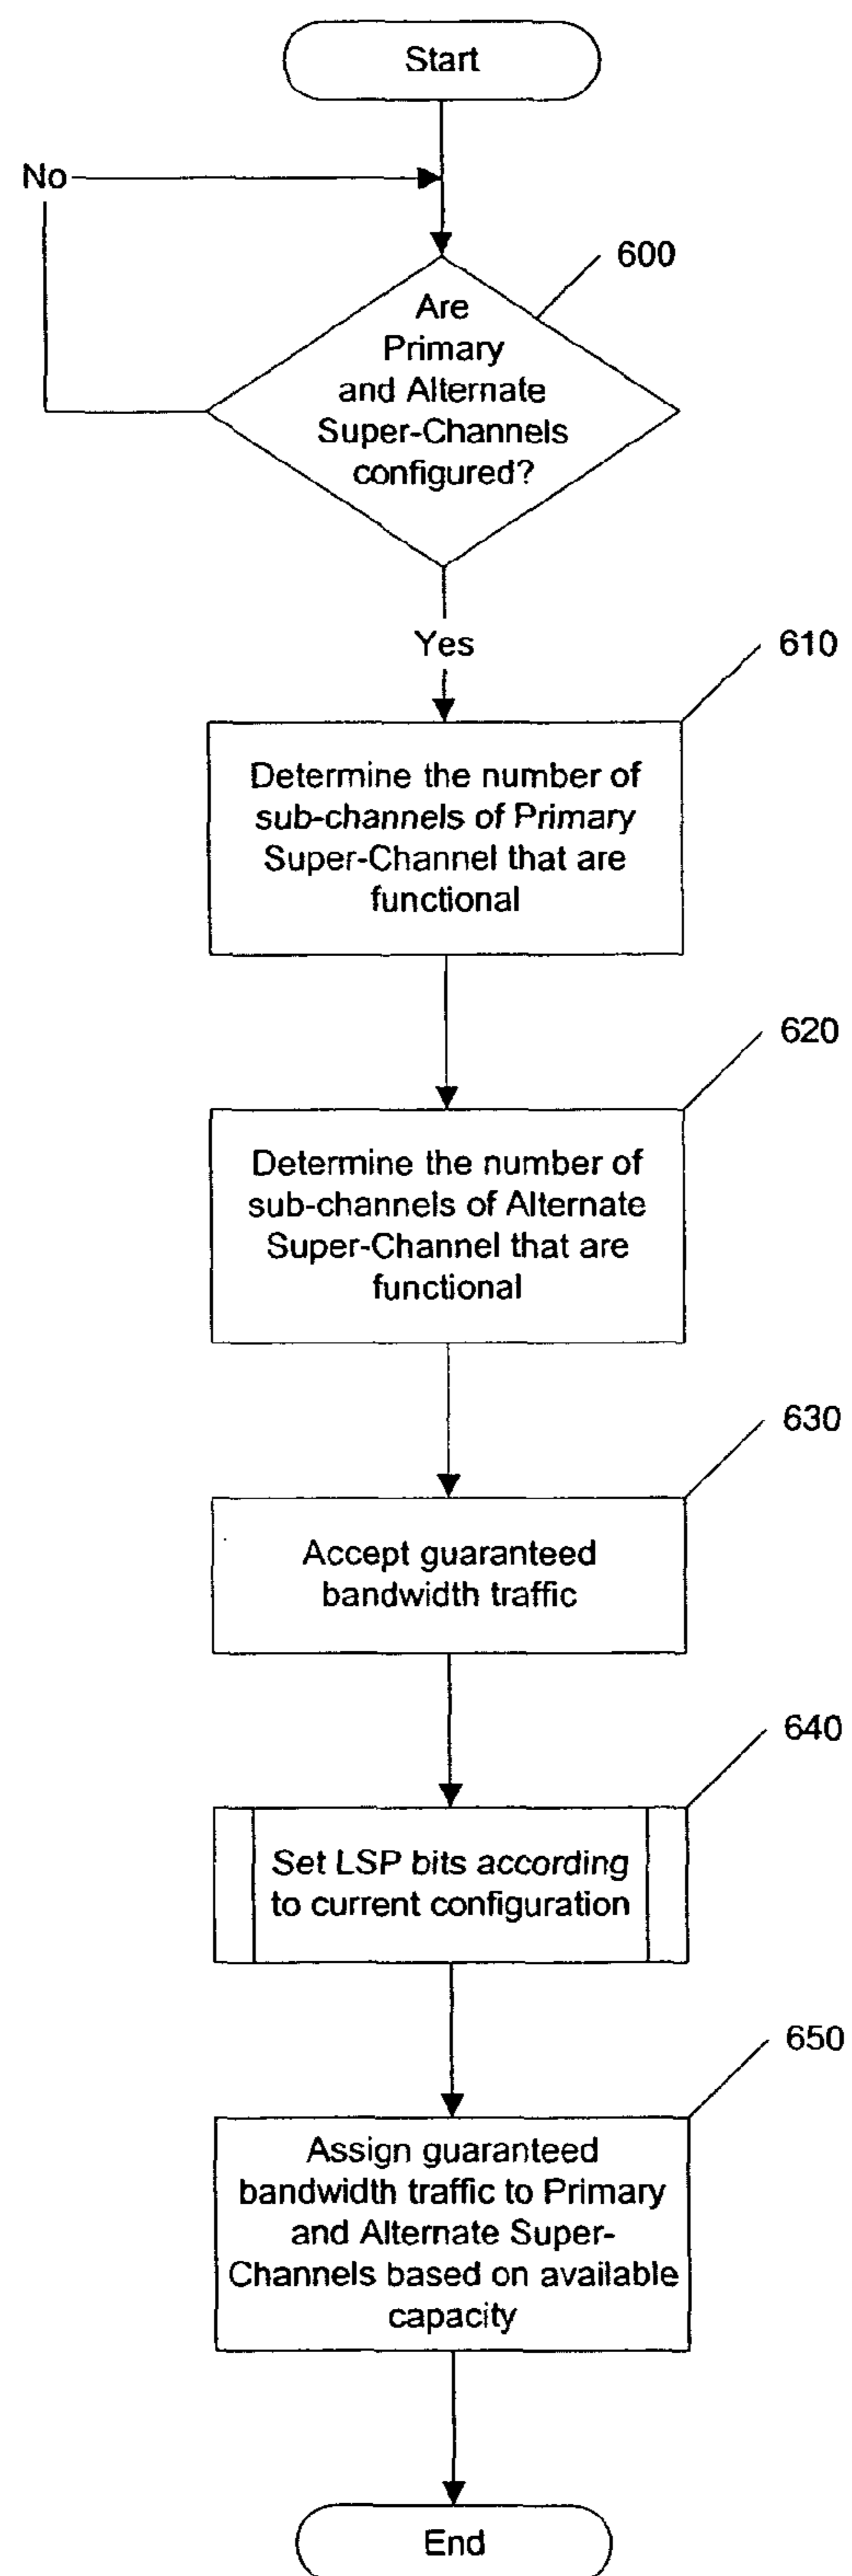 Start
No
600
Are
Primary
and Alternate
Super-Channels
configured?
Yes
610
Determine the number of
sub-channels of Primary
Super-Channel that are
functional
620
Determine the number of
sub-channels of Alternate
Super-Channel that are
functional
630
Accept guaranteed
bandwidth traffic
640
Set LSP bits according
to current configuration
650
Assign guaranteed
bandwidth traffic to Primary
and Alternate Super-
Channels based on available
capacity
End